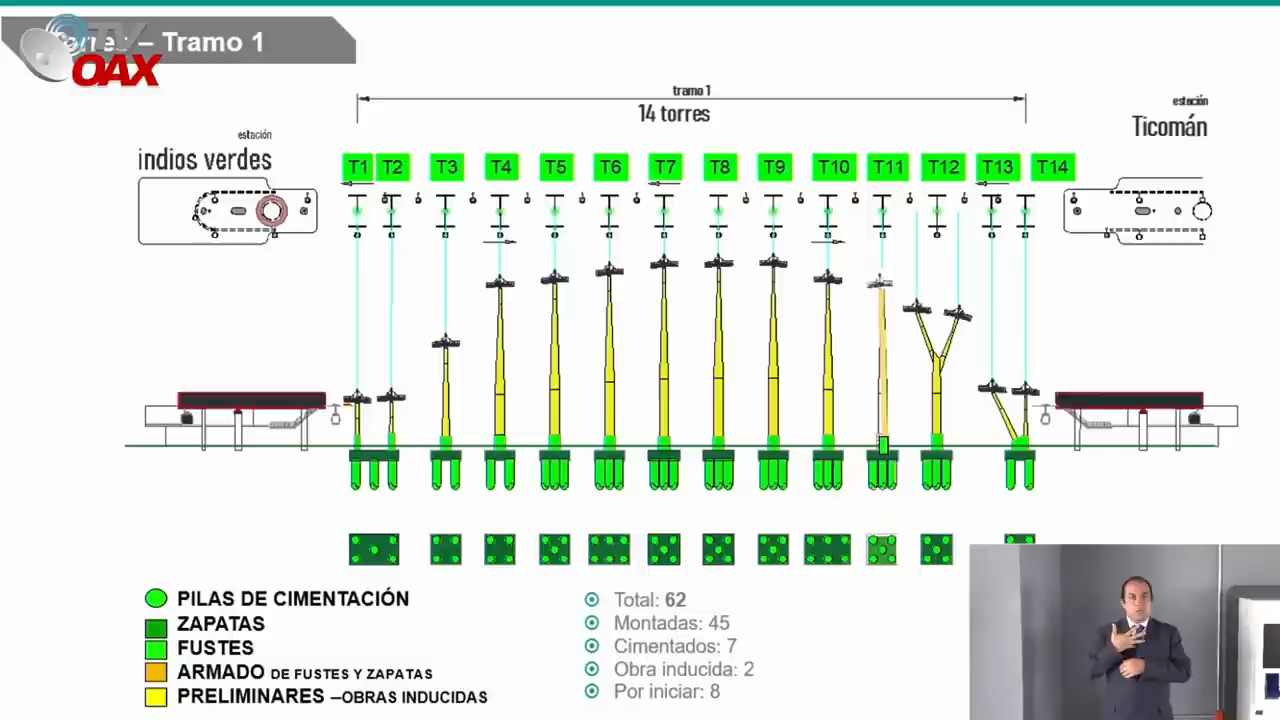 Torres – Tramo 1
TV
OAX
tramo 1
14 torres
estación
indios verdes
estación
Ticomán
T1 T2 T3 T4 T5 T6 T7 T8 T9 T10 T11 T12 T13 T14
PILAS DE CIMENTACIÓN
ZAPATAS
FUSTES
ARMADO DE FUSTES Y ZAPATAS
PRELIMINARES –OBRAS INDUCIDAS
Total: 62
Montadas: 45
Cimentados: 7
Obra inducida: 2
Por iniciar: 8